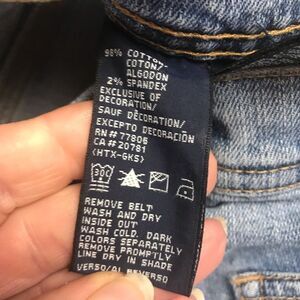 98% COTTON/
COTON/
ALGODON
2% SPANDEX
EXCLUSIVE OF
DECORATION/
SAUF DÉCORATION/
EXCEPTO DECORACIÓN
RN# 77806
CA# 20781
<HTX-GKS>
30C
REMOVE BELT
WASH AND DRY
INSIDE OUT
WASH COLD. DARK
COLORS SEPARATELY
REMOVE PROMPTLY
LINE DRY IN SHADE
VERSO/AL REVERSO